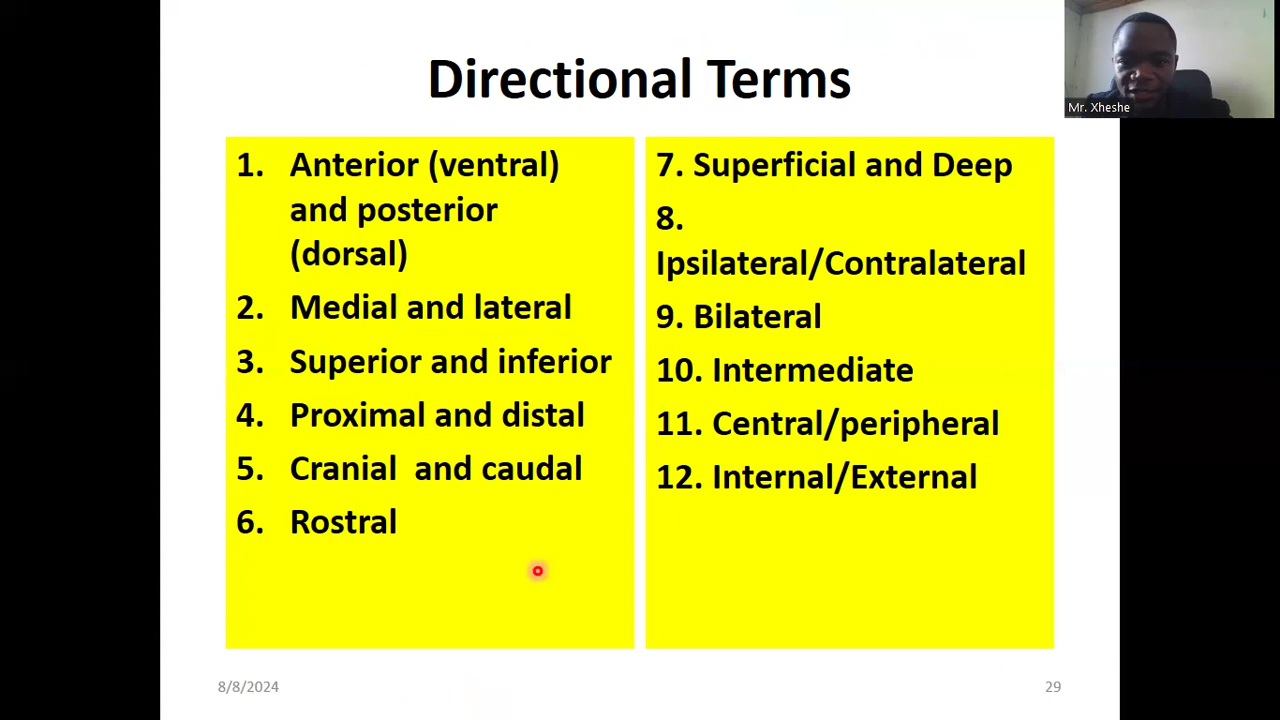 Directional Terms
Mr. Xheshe
1. Anterior (ventral)
and posterior
(dorsal)
2. Medial and lateral
3. Superior and inferior
4. Proximal and distal
5. Cranial and caudal
6. Rostral
7. Superficial and Deep
8.
Ipsilateral/Contralateral
9. Bilateral
10. Intermediate
11. Central/peripheral
12. Internal/External
8/8/2024
29